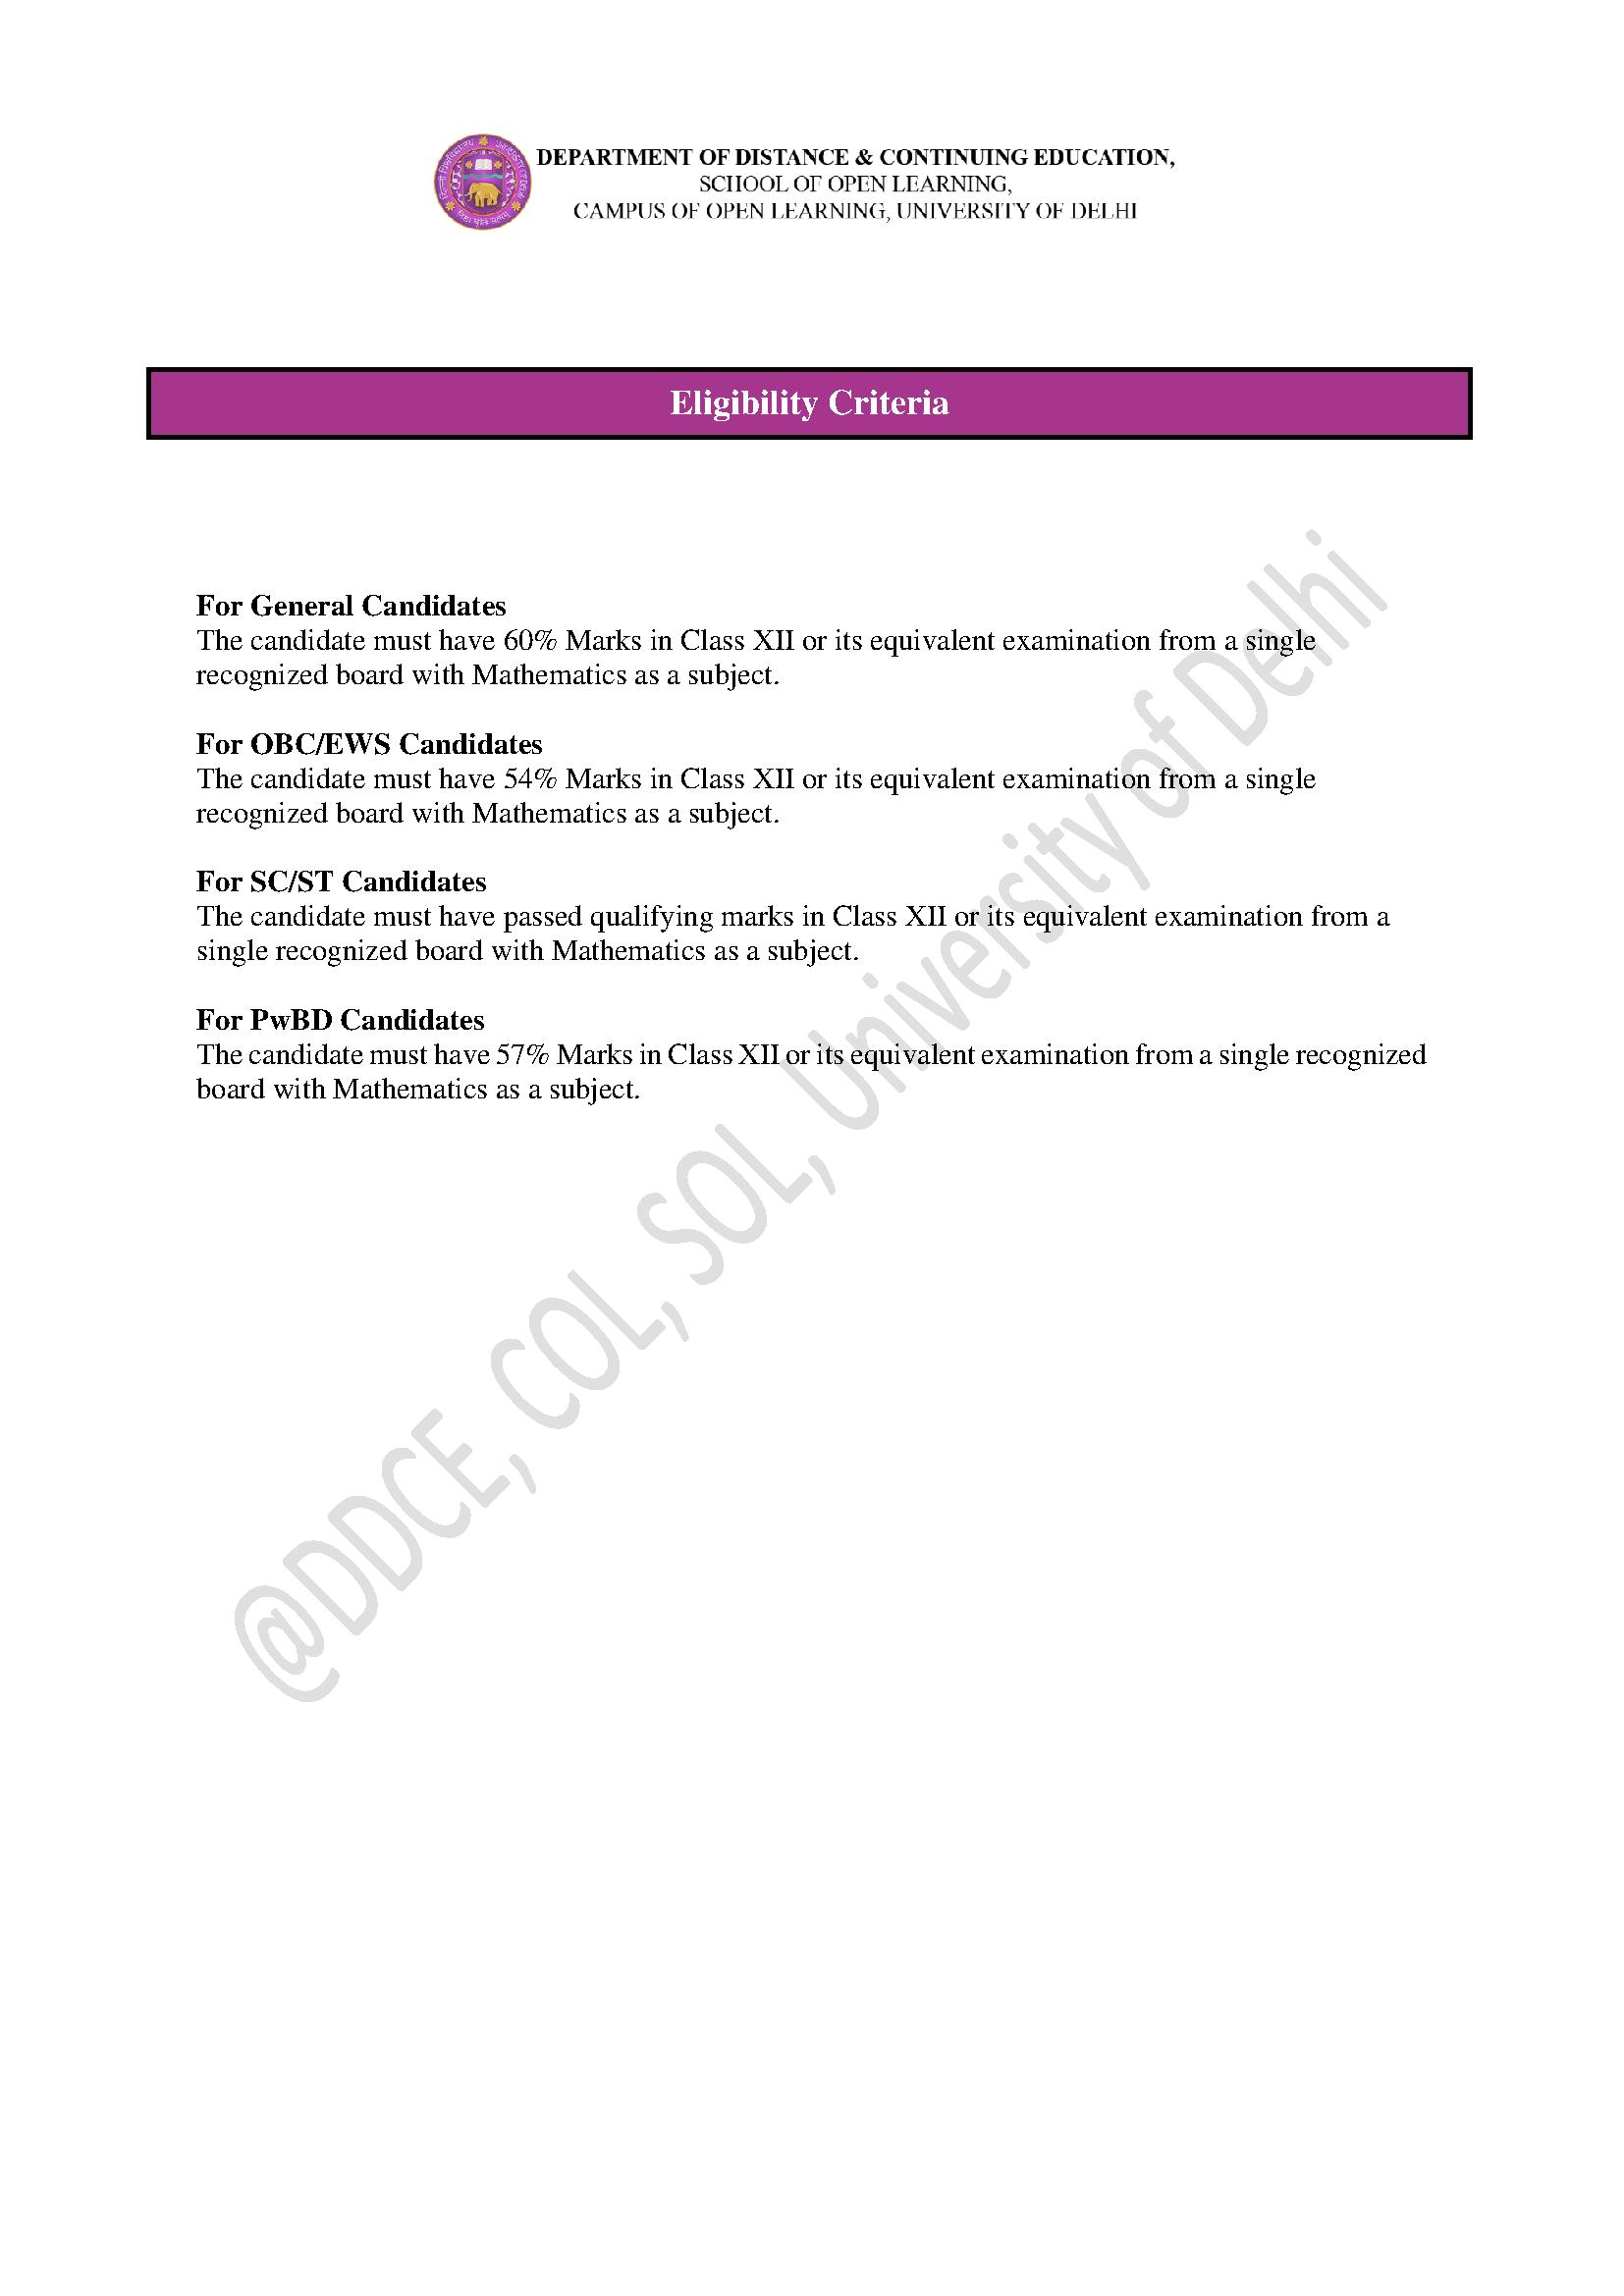 DEPARTMENT OF DISTANCE & CONTINUING EDUCATION,
SCHOOL OF OPEN LEARNING,
CAMPUS OF OPEN LEARNING, UNIVERSITY OF DELHI
Eligibility Criteria
For General Candidates
The candidate must have 60% Marks in Class XII or its equivalent examination from a single
recognized board with Mathematics as a subject.
For OBC/EWS Candidates
The candidate must have 54% Marks in Class XII or its equivalent examination from a single
recognized board with Mathematics as a subject.
For SC/ST Candidates
The candidate must have passed qualifying marks in Class XII or its equivalent examination from a
single recognized board with Mathematics as a subject.
For PwBD Candidates
The candidate must have 57% Marks in Class XII or its equivalent examination from a single recognized
board with Mathematics as a subject.
@DDCE, COL, SOL, University of Delhi